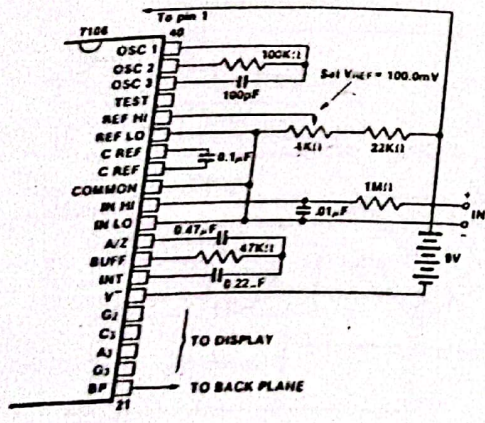 To pin 1
7106
40
OSC 1
OSC 2
100KΩ
OSC 3
100pF
Set VREF = 100.0mV
TEST
REF HI
REF LO
4KΩ
22KΩ
C REF
0.1µF
C REF
COMMON
1MΩ
+
IN HI
IN
.01µF
IN LO
-
0.47µF
A/Z
47KΩ
BUFF
9V
INT
0.22µF
V-
G2
C3
TO DISPLAY
A3
G3
BP
TO BACK PLANE
21